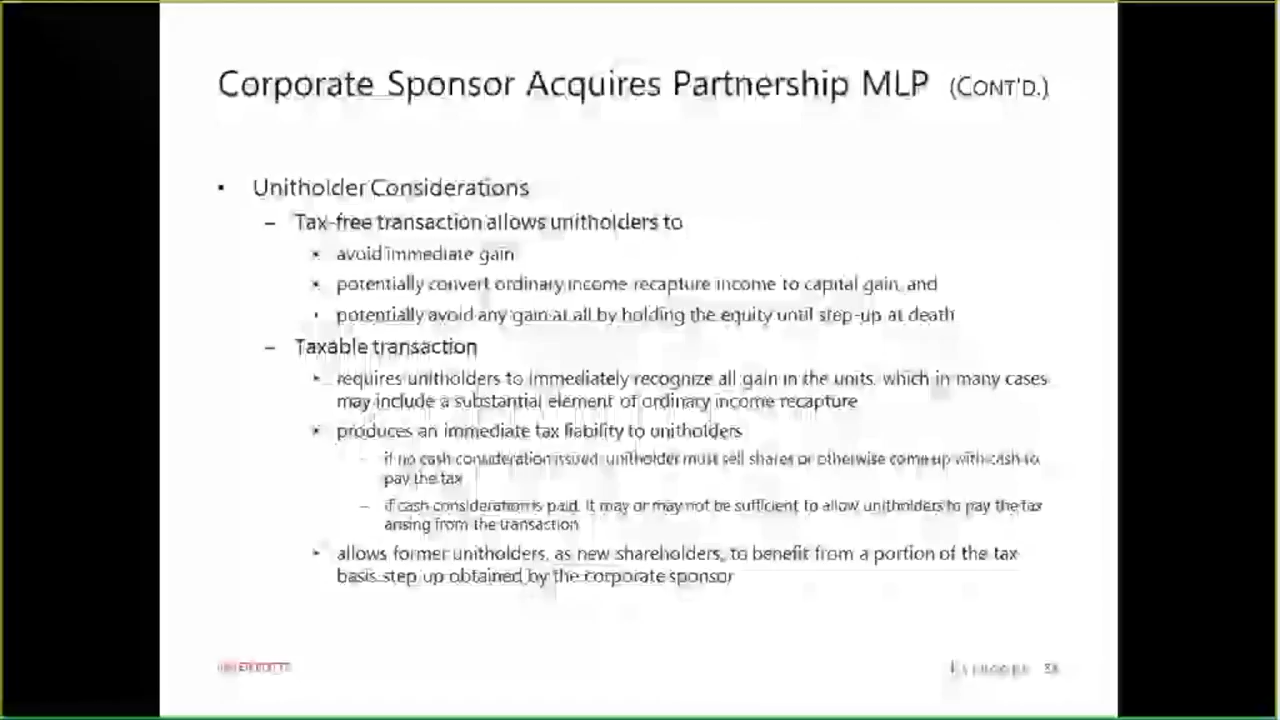 Corporate Sponsor Acquires Partnership MLP (CONT'D.)
• Unitholder Considerations
– Tax-free transaction allows unitholders to
• avoid immediate gain
• potentially convert ordinary income recapture income to capital gain, and
• potentially avoid any gain at all by holding the equity until step-up at death
– Taxable transaction
• requires unitholders to immediately recognize all gain in the units, which in many cases
may include a substantial element of ordinary income recapture
• produces an immediate tax liability to unitholders
– if no cash consideration issued, unitholder must sell shares or otherwise come up with cash to
pay the tax
– if cash consideration is paid, it may or may not be sufficient to allow unitholders to pay the tax
arising from the transaction
• allows former unitholders, as new shareholders, to benefit from a portion of the tax
basis step up obtained by the corporate sponsor